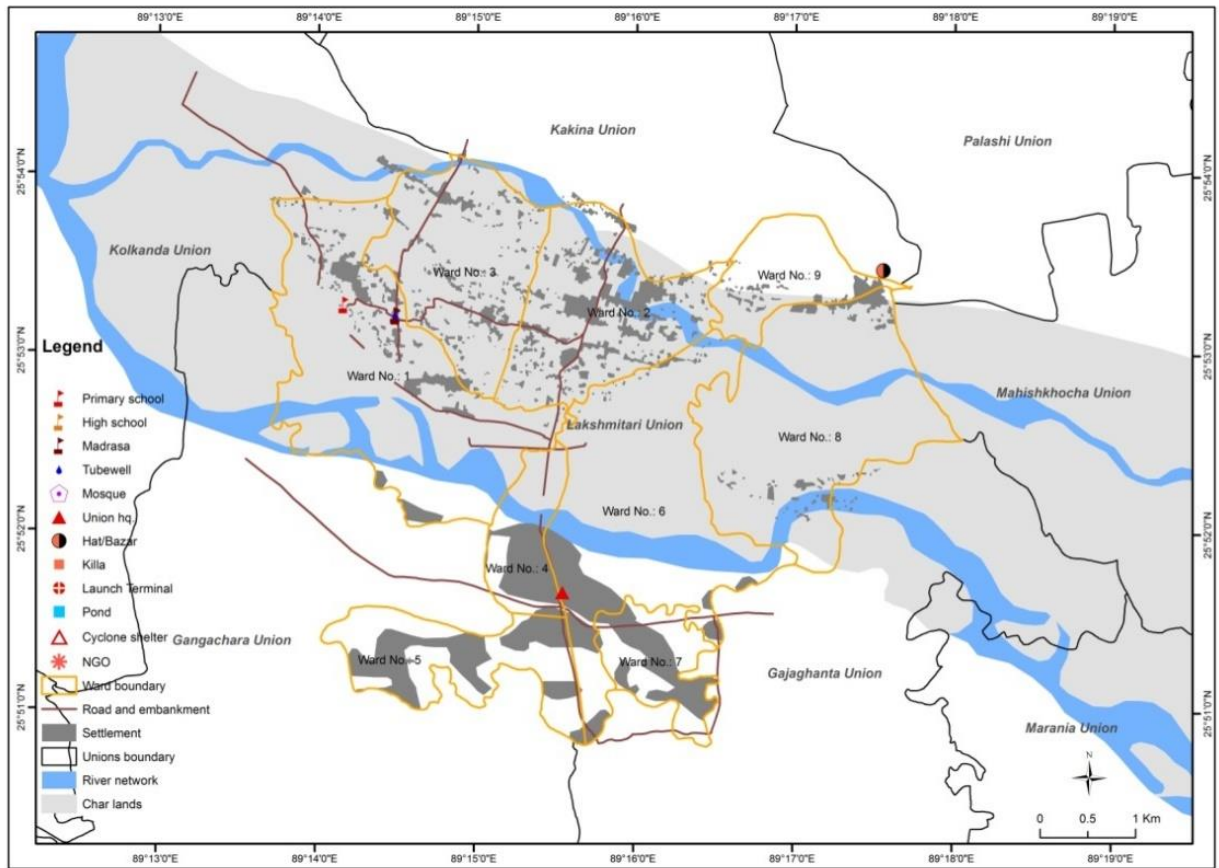 89°13'0"E 89°14'0"E 89°15'0"E 89°16'0"E 89°17'0"E 89°18'0"E 89°19'0"E
Kakina Union
Palashi Union
25°54'0"N
25°54'0"N
Kolkanda Union
Ward No.: 3
Ward No.: 9
Ward No.: 2
25°53'0"N
25°53'0"N
Ward No.: 1
Mahishkhocha Union
Lakshmitari Union
Ward No.: 8
Ward No.: 6
25°52'0"N
25°52'0"N
Ward No.: 4
Gangachara Union
Ward No.: 5
Ward No.: 7
Gajaghanta Union
25°51'0"N
25°51'0"N
Marania Union
Legend
Primary school
High school
Madrasa
Tubewell
Mosque
Union hq.
Hat/Bazar
Killa
Launch Terminal
Pond
Cyclone shelter
NGO
Ward boundary
Road and embankment
Settlement
Unions boundary
River network
Char lands
N
0 0.5 1 Km
89°13'0"E 89°14'0"E 89°15'0"E 89°16'0"E 89°17'0"E 89°18'0"E 89°19'0"E